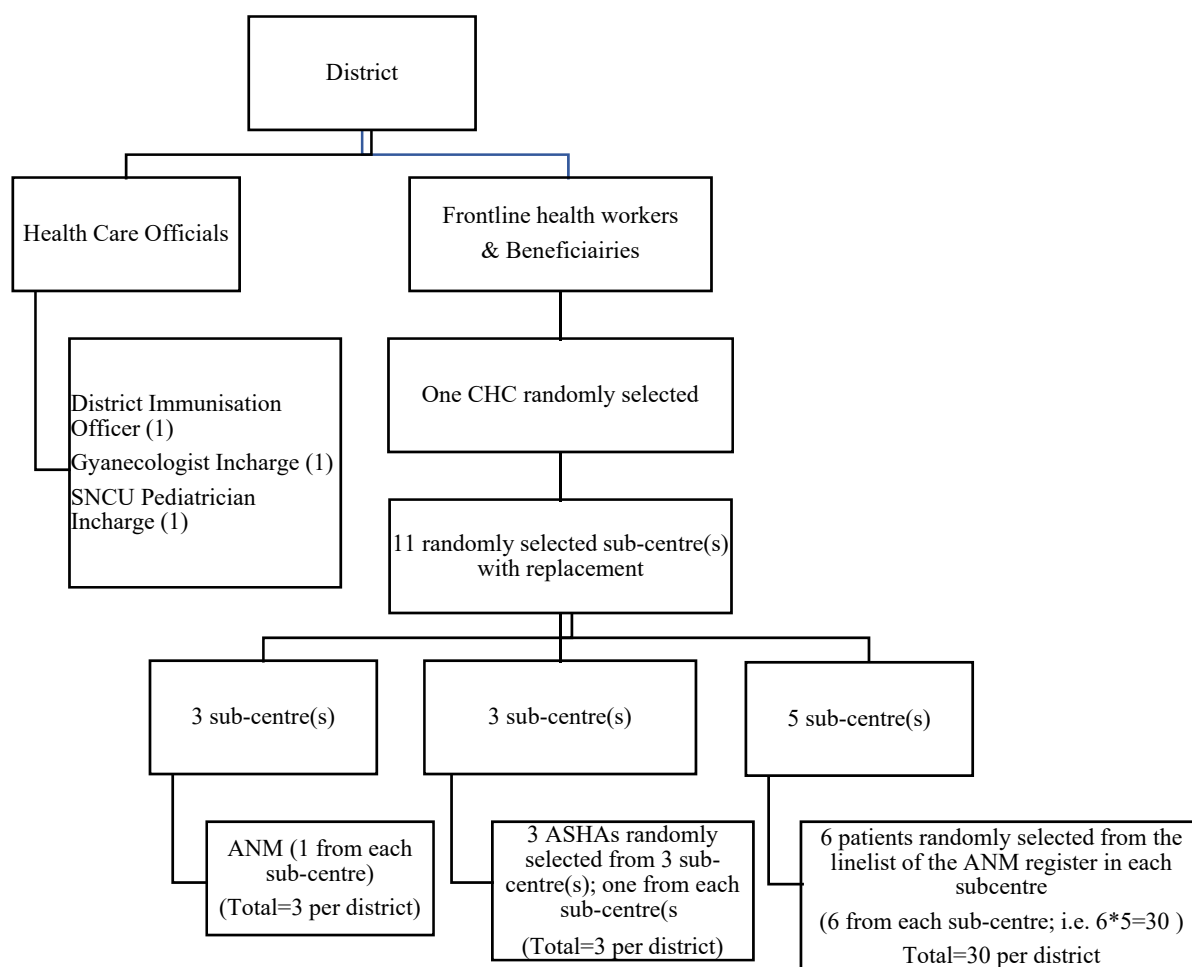 District
Health Care Officials
Frontline health workers
& Beneficiairies
District Immunisation
Officer (1)
Gyanecologist Incharge (1)
SNCU Pediatrician
Incharge (1)
One CHC randomly selected
11 randomly selected sub-centre(s)
with replacement
3 sub-centre(s)
3 sub-centre(s)
5 sub-centre(s)
ANM (1 from each
sub-centre)
(Total=3 per district)
3 ASHAs randomly
selected from 3 sub-
centre(s); one from each
sub-centre(s
(Total=3 per district)
6 patients randomly selected from the
linelist of the ANM register in each
subcentre
(6 from each sub-centre; i.e. 6*5=30 )
Total=30 per district